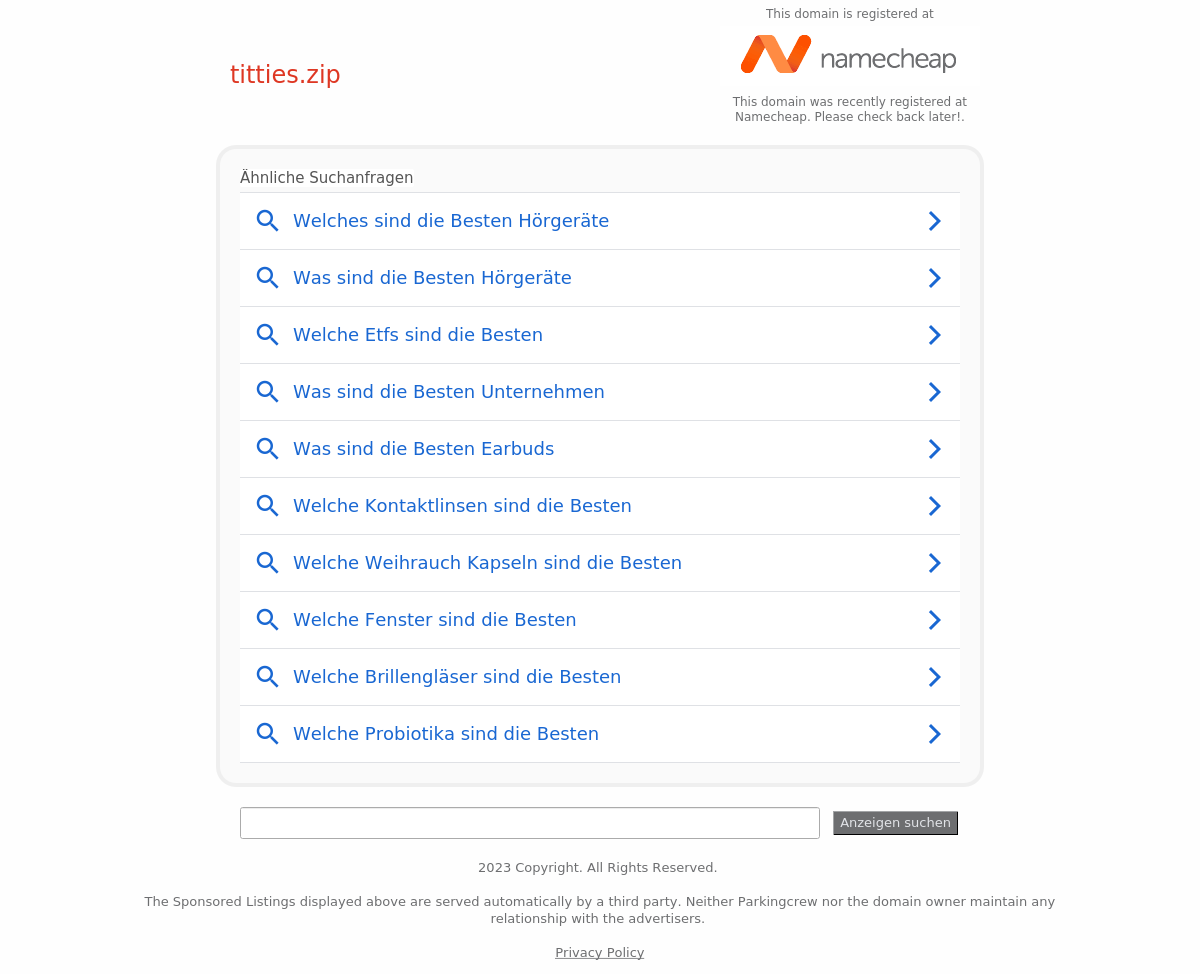 This domain is registered at
namecheap
titties.zip
This domain was recently registered at
Namecheap. Please check back later!.
Ähnliche Suchanfragen
Welches sind die Besten Hörgeräte
Was sind die Besten Hörgeräte
Welche Etfs sind die Besten
Was sind die Besten Unternehmen
Was sind die Besten Earbuds
Welche Kontaktlinsen sind die Besten
Welche Weihrauch Kapseln sind die Besten
Welche Fenster sind die Besten
Welche Brillengläser sind die Besten
Welche Probiotika sind die Besten
Anzeigen suchen
2023 Copyright. All Rights Reserved.
The Sponsored Listings displayed above are served automatically by a third party. Neither Parkingcrew nor the domain owner maintain any
relationship with the advertisers.
Privacy Policy